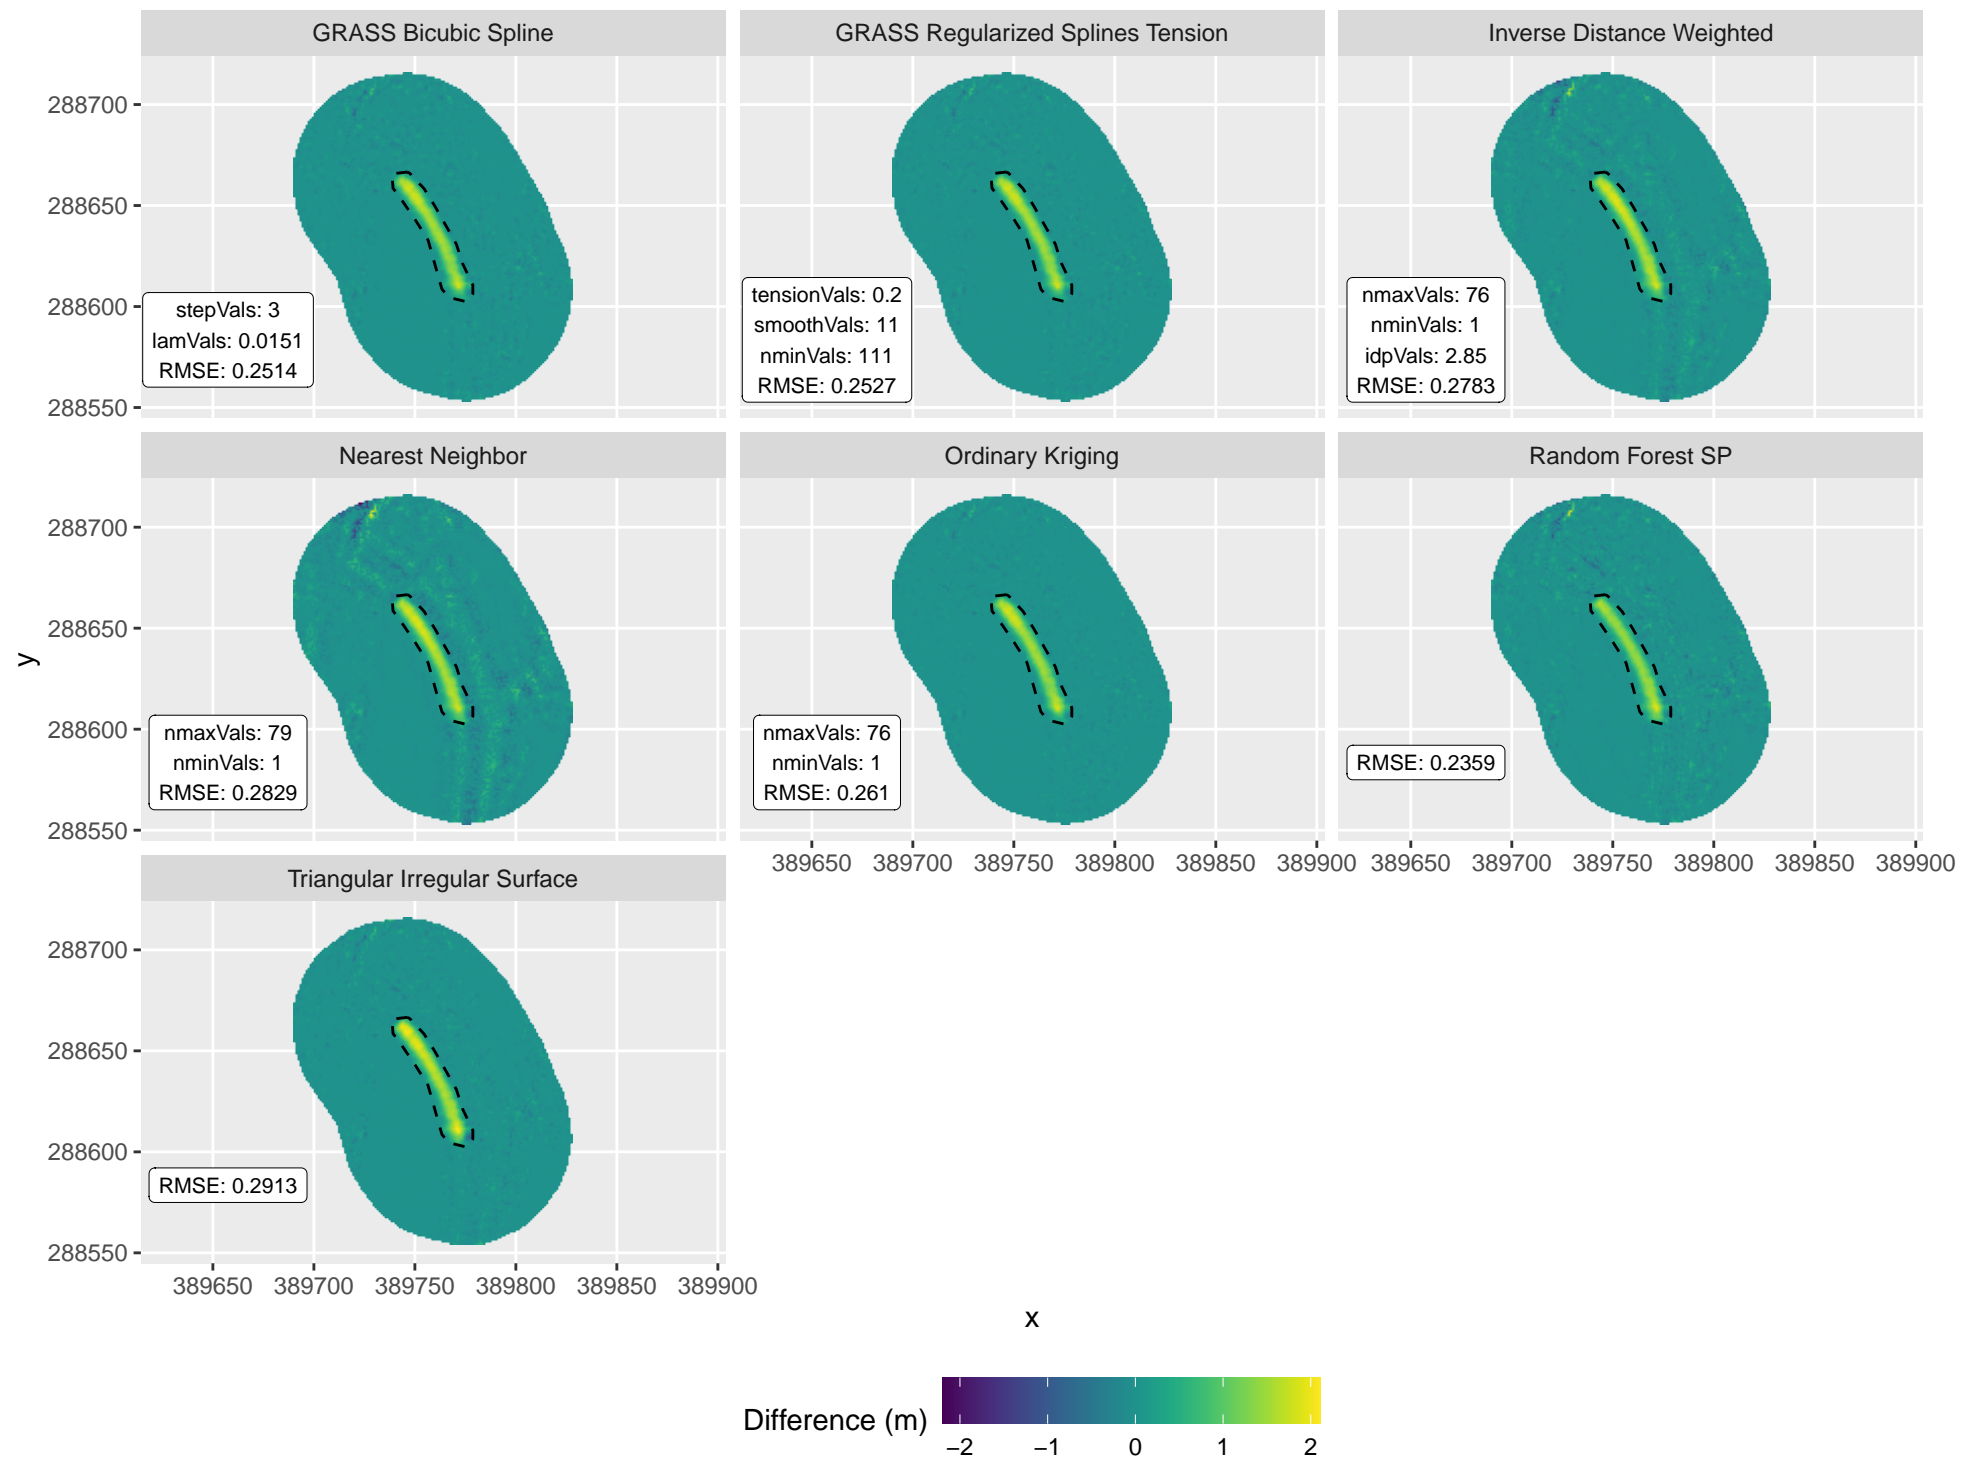 GRASS Bicubic Spline
GRASS Regularized Splines Tension
Inverse Distance Weighted
288700
288650
288600
288550
stepVals: 3
lamVals: 0.0151
RMSE: 0.2514
tensionVals: 0.2
smoothVals: 11
nminVals: 111
RMSE: 0.2527
nmaxVals: 76
nminVals: 1
idpVals: 2.85
RMSE: 0.2783
Nearest Neighbor
Ordinary Kriging
Random Forest SP
288700
288650
288600
288550
nmaxVals: 79
nminVals: 1
RMSE: 0.2829
nmaxVals: 76
nminVals: 1
RMSE: 0.261
RMSE: 0.2359
389650 389700 389750 389800 389850 389900
389650 389700 389750 389800 389850 389900
y
Triangular Irregular Surface
288700
288650
288600
288550
RMSE: 0.2913
389650 389700 389750 389800 389850 389900
x
Difference (m)
−2 −1 0 1 2